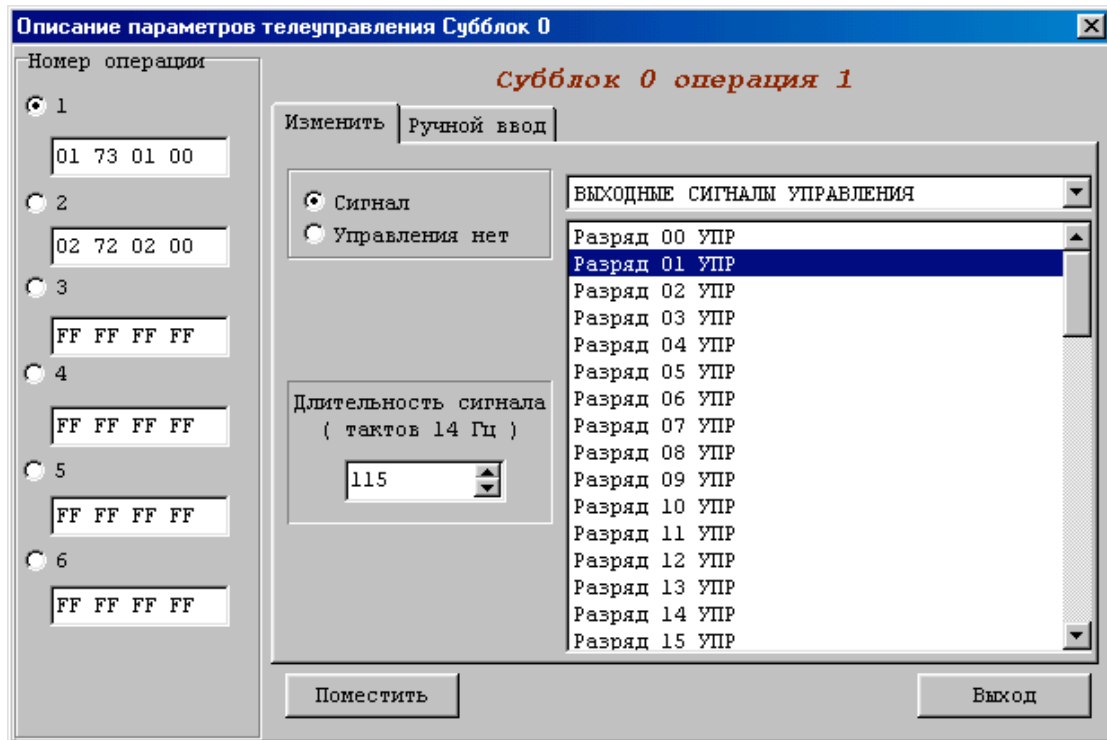 Описание параметров телеуправления Субблок 0
Номер операции
1
01 73 01 00
2
02 72 02 00
3
FF FF FF FF
4
FF FF FF FF
5
FF FF FF FF
6
FF FF FF FF
Субблок 0 операция 1
Изменить
Ручной ввод
Сигнал
Управления нет
Длительность сигнала
( тактов 14 Гц )
115
ВЫХОДНЫЕ СИГНАЛЫ УПРАВЛЕНИЯ
Разряд 00 УПР
Разряд 01 УПР
Разряд 02 УПР
Разряд 03 УПР
Разряд 04 УПР
Разряд 05 УПР
Разряд 06 УПР
Разряд 07 УПР
Разряд 08 УПР
Разряд 09 УПР
Разряд 10 УПР
Разряд 11 УПР
Разряд 12 УПР
Разряд 13 УПР
Разряд 14 УПР
Разряд 15 УПР
Поместить
Выход